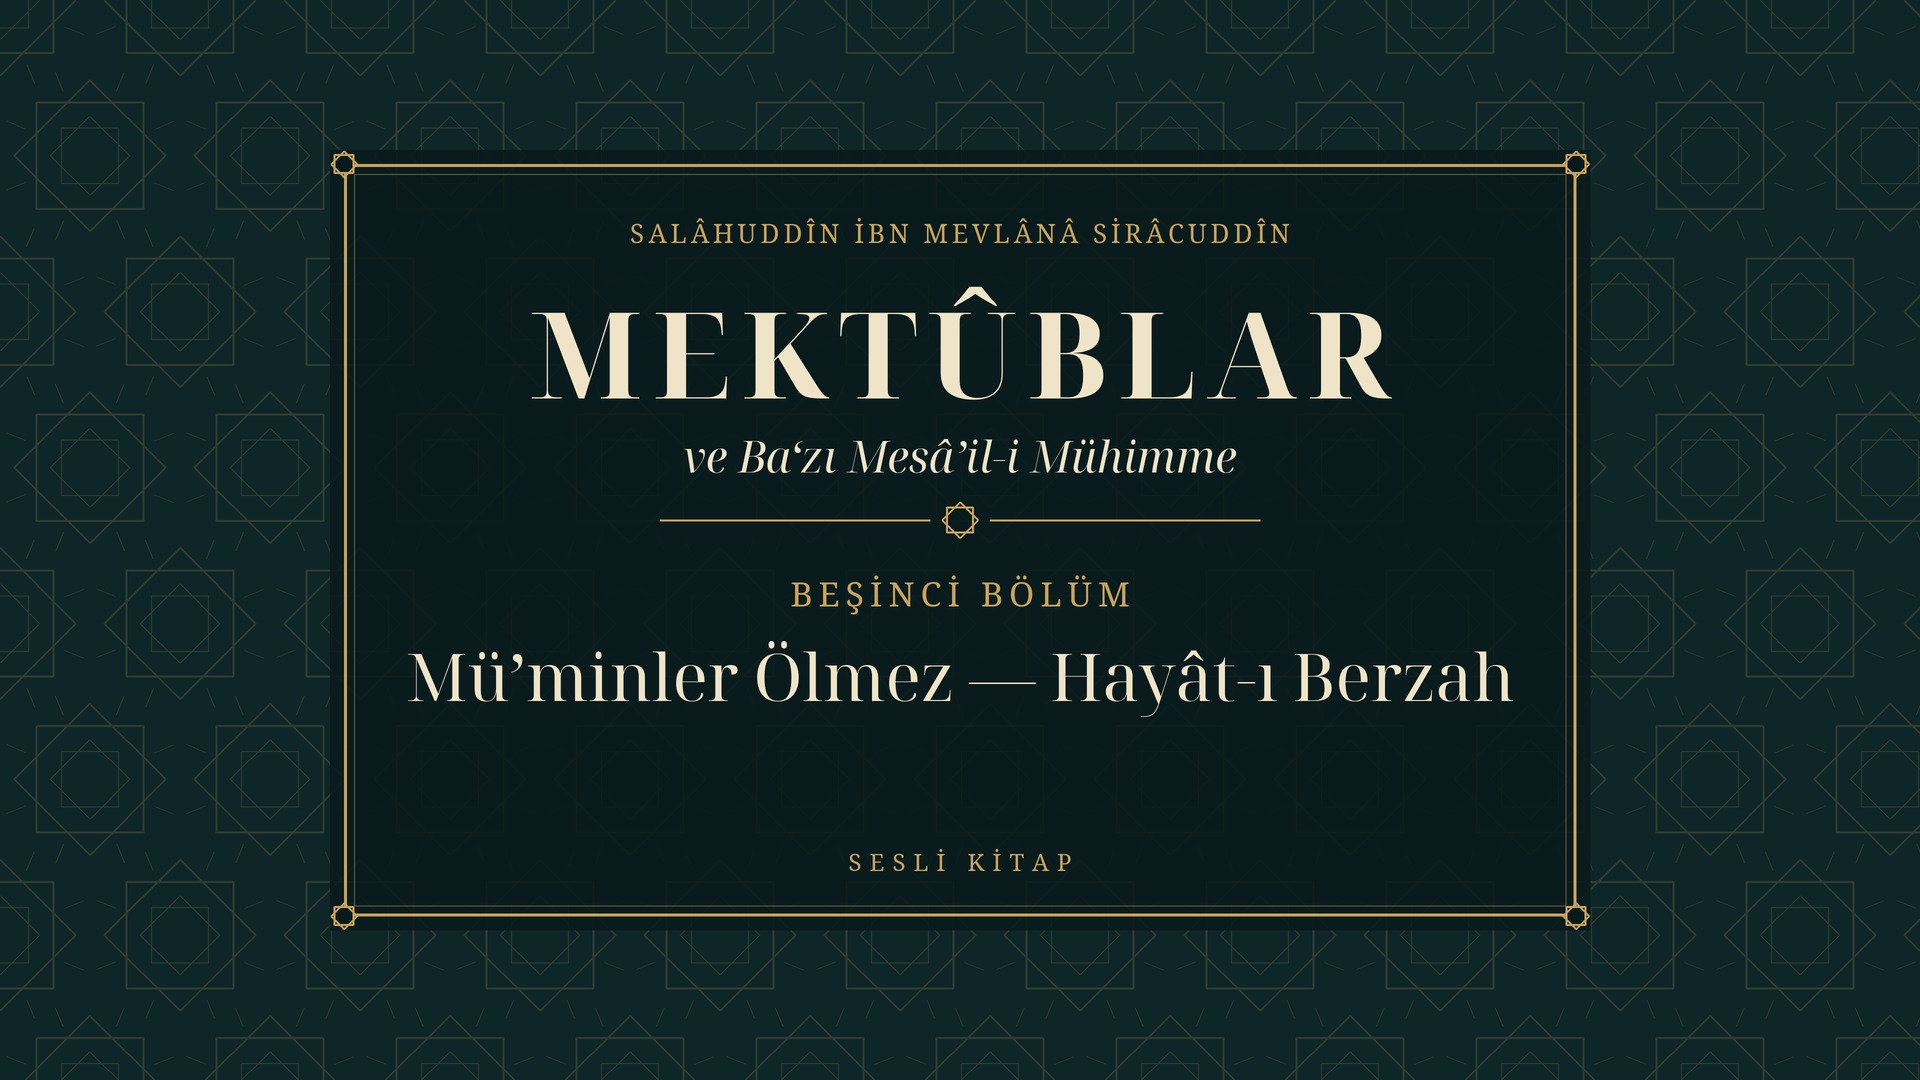 SALÂHUDDÎN İBN MEVLÂNÂ SİRÂCUDDÎN
MEKTÛBLAR
ve Ba‘zı Mesâ’il-i Mühimme
BEŞİNCİ BÖLÜM
Mü’minler Ölmez — Hayât-ı Berzah
SESLİ KİTAP